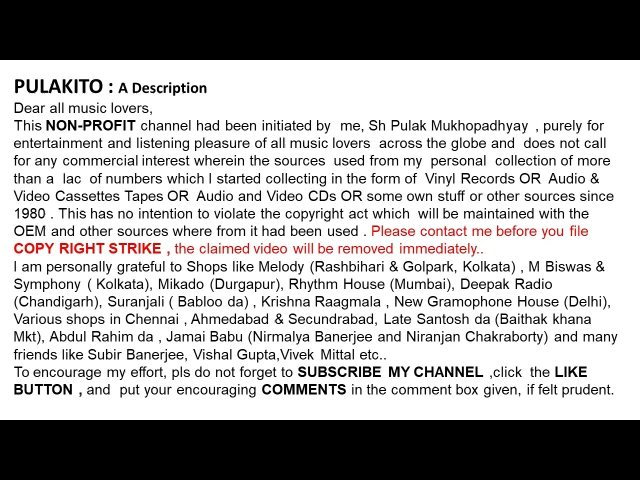 PULAKITO : A Description
Dear all music lovers,
This NON-PROFIT channel had been initiated by me, Sh Pulak Mukhopadhyay , purely for
entertainment and listening pleasure of all music lovers across the globe and does not call
for any commercial interest wherein the sources used from my personal collection of more
than a lac of numbers which I started collecting in the form of Vinyl Records OR Audio &
Video Cassettes Tapes OR Audio and Video CDs OR some own stuff or other sources since
1980 . This has no intention to violate the copyright act which will be maintained with the
OEM and other sources where from it had been used . Please contact me before you file
COPY RIGHT STRIKE , the claimed video will be removed immediately..
I am personally grateful to Shops like Melody (Rashbihari & Golpark, Kolkata) , M Biswas &
Symphony ( Kolkata), Mikado (Durgapur), Rhythm House (Mumbai), Deepak Radio
(Chandigarh), Suranjali ( Babloo da) , Krishna Raagmala , New Gramophone House (Delhi),
Various shops in Chennai , Ahmedabad & Secundrabad, Late Santosh da (Baithak khana
Mkt), Abdul Rahim da , Jamai Babu (Nirmalya Banerjee and Niranjan Chakraborty) and many
friends like Subir Banerjee, Vishal Gupta,Vivek Mittal etc..
To encourage my effort, pls do not forget to SUBSCRIBE MY CHANNEL ,click the LIKE
BUTTON , and put your encouraging COMMENTS in the comment box given, if felt prudent.